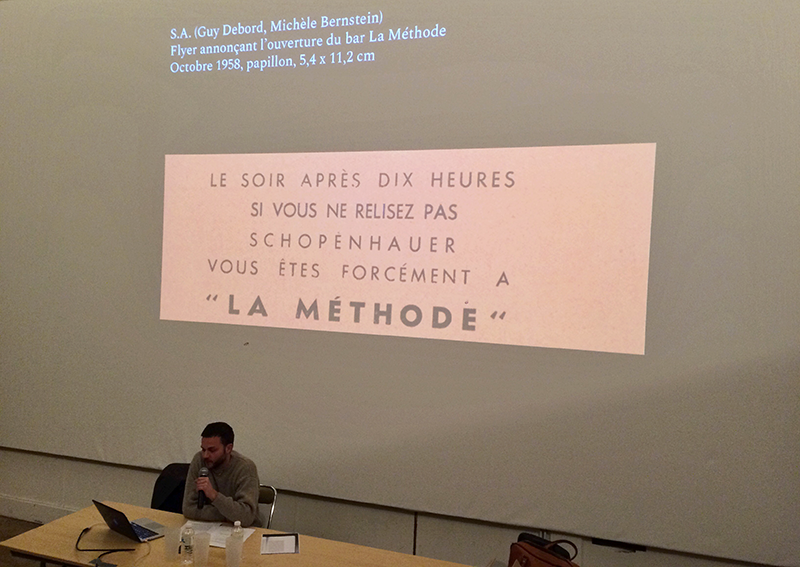 S.A. (Guy Debord, Michèle Bernstein)
Flyer annonçant l'ouverture du bar La Méthode
Octobre 1958, papillon, 5,4 x 11,2 cm
LE SOIR APRÈS DIX HEURES
SI VOUS NE RELISEZ PAS
SCHOPENHAUER
VOUS ÊTES FORCÉMENT A
“LA MÉTHODE“